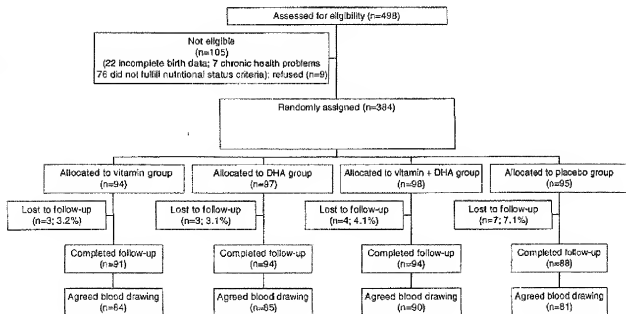 Assessed for eligibility (n=498)
Not eligible
(n=105)
(22 incomplete birth data; 7 chronic health problems
76 did not fulfill nutritional status criteria); refused (n=9)
Randomly assigned (n=384)
Allocated to vitamin group
(n=94)
Allocated to DHA group
(n=97)
Allocated to vitamin + DHA group
(n=98)
Allocated to placebo group
(n=95)
Lost to follow-up
(n=3; 3.2%)
Lost to follow-up
(n=3; 3.1%)
Lost to follow-up
(n=4; 4.1%)
Lost to follow-up
(n=7; 7.1%)
Completed follow-up
(n=91)
Completed follow-up
(n=94)
Completed follow-up
(n=94)
Completed follow-up
(n=88)
Agreed blood drawing
(n=84)
Agreed blood drawing
(n=85)
Agreed blood drawing
(n=90)
Agreed blood drawing
(n=81)